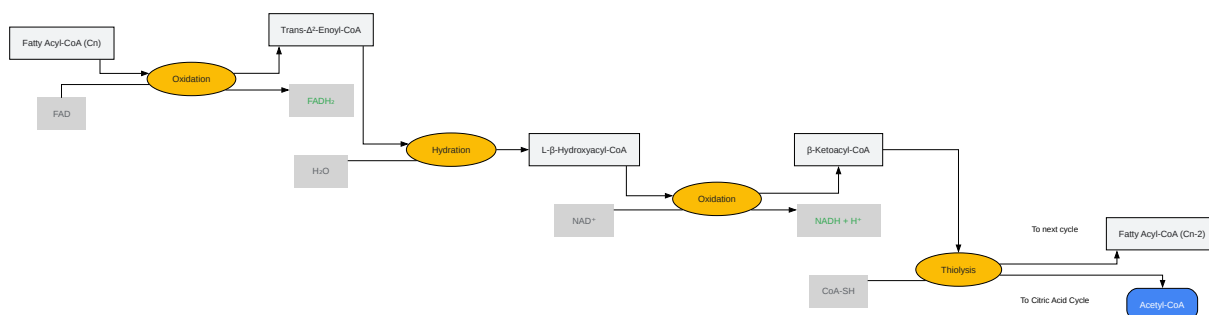 Trans-Δ²-Enoyl-CoA
Fatty Acyl-CoA (Cn)
Oxidation
FADH₂
FAD
Hydration
L-β-Hydroxyacyl-CoA
β-Ketoacyl-CoA
H₂O
Oxidation
NAD⁺
NADH + H⁺
To next cycle
Fatty Acyl-CoA (Cn-2)
Thiolysis
CoA-SH
To Citric Acid Cycle
Acetyl-CoA